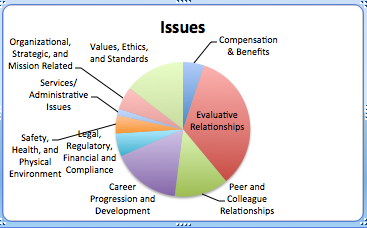 Issues
Compensation
& Benefits
Evaluative
Relationships
Peer and
Colleague
Relationships
Career
Progression and
Development
Legal,
Regulatory,
Financial and
Compliance
Safety,
Health, and
Physical
Environment
Services/
Administrative
Issues
Organizational,
Strategic, and
Mission Related
Values, Ethics,
and Standards